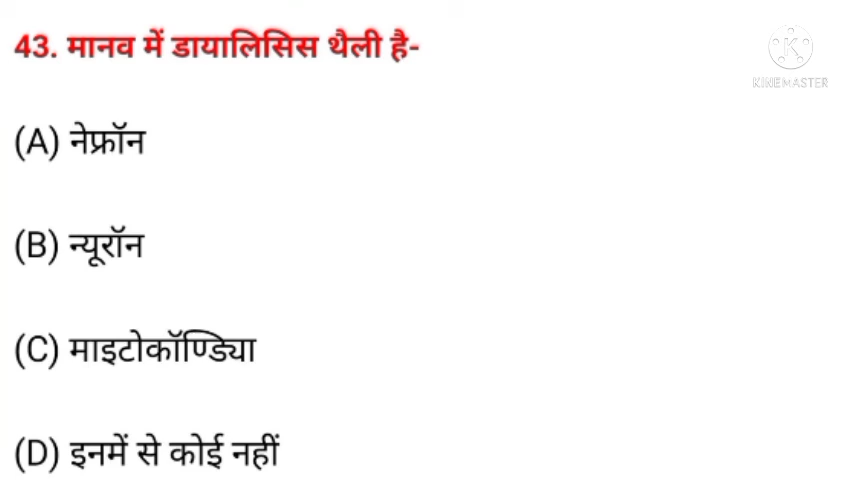 43. मानव में डायालिसिस थैली है-
K
KINEMASTER
(A) नेफ्रॉन
(B) न्यूरॉन
(C) माइटोकॉण्ड्यिा
(D) इनमें से कोई नहीं